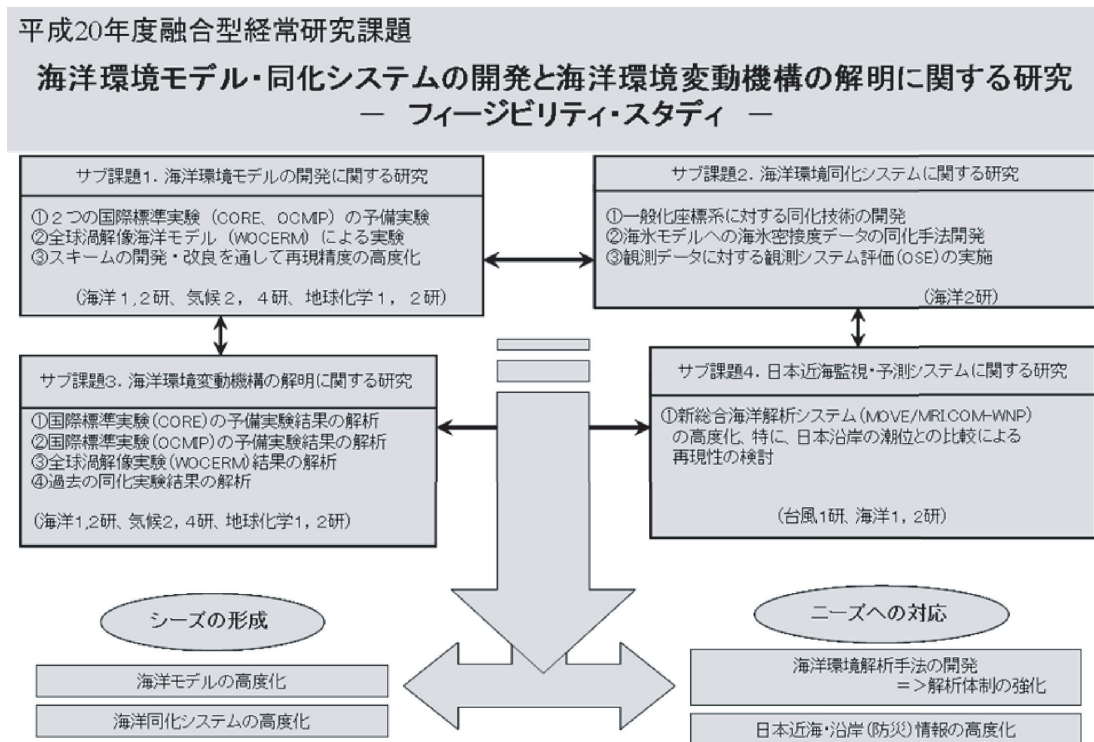 平成20年度融合型経常研究課題
海洋環境モデル・同化システムの開発と海洋環境変動機構の解明に関する研究
－ フィージビリティ・スタディ －
サブ課題1. 海洋環境モデルの開発に関する研究
①２つの国際標準実験（CORE、OCMIP）の予備実験
②全球渦解像海洋モデル（WOCERM）による実験
③スキームの開発・改良を通して再現精度の高度化
(海洋1,2研、気候2，4研、地球化学1，2研)
サブ課題2. 海洋環境同化システムに関する研究
①一般化座標系に対する同化技術の開発
②海氷モデルへの海氷密接度データの同化手法開発
③観測データに対する観測システム評価(OSE)の実施
(海洋2研)
サブ課題3. 海洋環境変動機構の解明に関する研究
①国際標準実験(CORE)の予備実験結果の解析
②国際標準実験(OCMIP)の予備実験結果の解析
③全球渦解像実験(WOCERM)結果の解析
④過去の同化実験結果の解析
(海洋1,2研、気候2，4研、地球化学1，2研)
サブ課題4. 日本近海監視・予測システムに関する研究
①新総合海洋解析システム(MOVE/MRI.COM-WNP)
の高度化、特に、日本沿岸の潮位との比較による
再現性の検討
(台風1研、海洋1，2研)
シーズの形成
海洋モデルの高度化
海洋同化システムの高度化
ニーズへの対応
海洋環境解析手法の開発
=>解析体制の強化
日本近海・沿岸(防災)情報の高度化